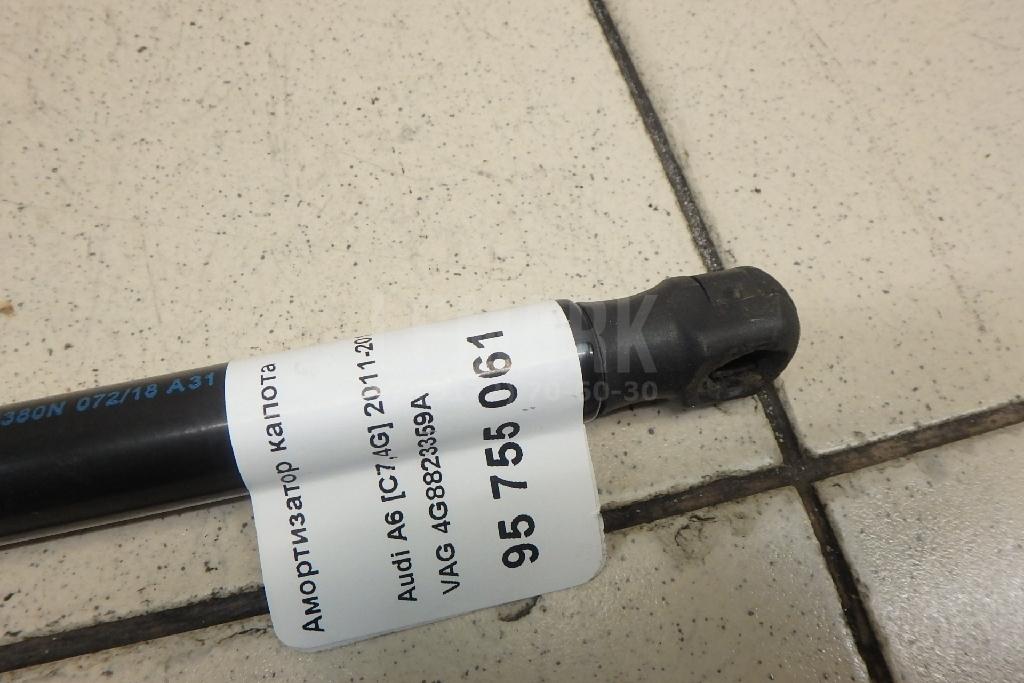 380N 072/18 A31
Амортизатор капота
Audi A6 [C7,4G] 2011-20
VAG 4G8823359A
95 755 061